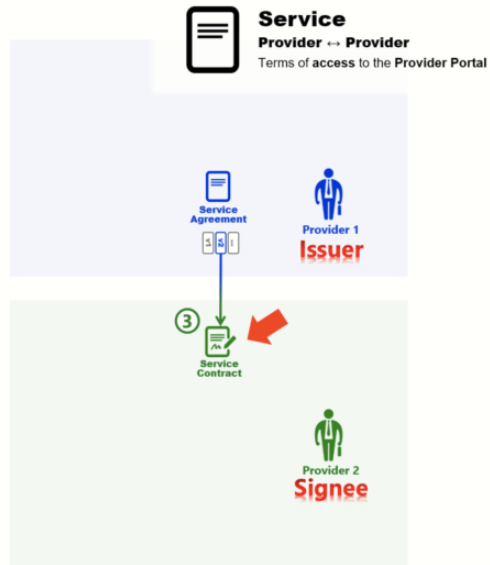 Service
Provider ↔ Provider
Terms of access to the Provider Portal
Service
Agreement
Provider 1
Issuer
3
Service
Contract
Provider 2
Signee